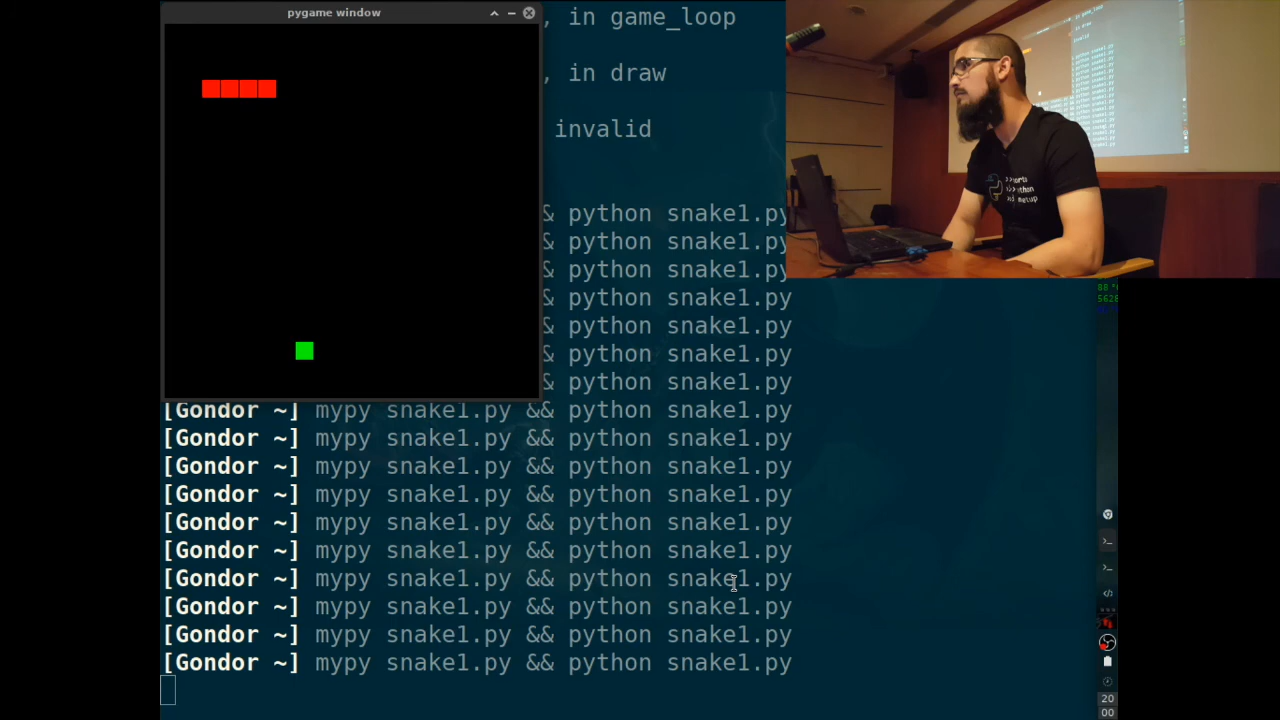 pygame window
, in game_loop
, in draw
invalid
& python snake1.py
& python snake1.py
& python snake1.py
& python snake1.py
& python snake1.py
& python snake1.py
& python snake1.py
[Gondor ~] mypy snake1.py && python snake1.py
[Gondor ~] mypy snake1.py && python snake1.py
[Gondor ~] mypy snake1.py && python snake1.py
[Gondor ~] mypy snake1.py && python snake1.py
[Gondor ~] mypy snake1.py && python snake1.py
[Gondor ~] mypy snake1.py && python snake1.py
[Gondor ~] mypy snake1.py && python snake1.py
[Gondor ~] mypy snake1.py && python snake1.py
[Gondor ~] mypy snake1.py && python snake1.py
[Gondor ~] mypy snake1.py && python snake1.py
20
00